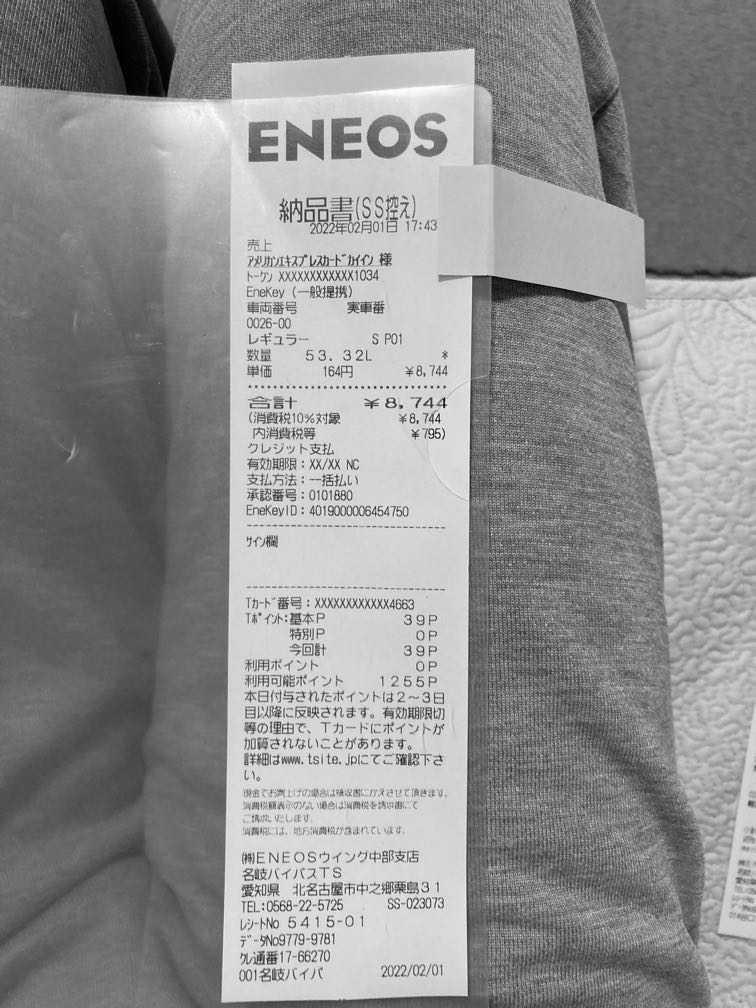 ENEOS
納品書(SS控え)
2022年02月01日 17:43
売上
アメリカンエキスプレスカードカイイン 様
トークン XXXXXXXXXXX1034
EneKey (一般提携)
車両番号 実車番
0026-00
レギュラー S P01
数量 53.32L *
単価 164円 ¥8,744
合計 ¥8,744
(消費税10%対象 ¥8,744
内消費税等 ¥795)
クレジット支払
有効期限:XX/XX NC
支払方法:一括払い
承認番号:0101880
EneKeyID:4019000006454750
サイン欄
Tカード番号:XXXXXXXXXXXX4663
Tポイント:基本P 39P
特別P 0P
今回計 39P
利用ポイント 0P
利用可能ポイント 1255P
本日付与されたポイントは2~3日
目以降に反映されます。有効期限切
等の理由で、Tカードにポイントが
加算されないことがあります。
詳細はwww.tsite.jpにてご確認下さ
い。
現金でお買上げの場合は領収書にかえさせて頂きます。
消費税額表示のない場合は消費税を請求書にて
ご請求いたします。
消費税には、地方消費税が含まれています。
(株)ENEOSウイング中部支店
名岐バイパスTS
愛知県 北名古屋市中之郷栗島31
TEL:0568-22-5725 SS-023073
レシートNo 5415-01
データNo9779-9781
クレ通番17-66270
001名岐バイパ 2022/02/01